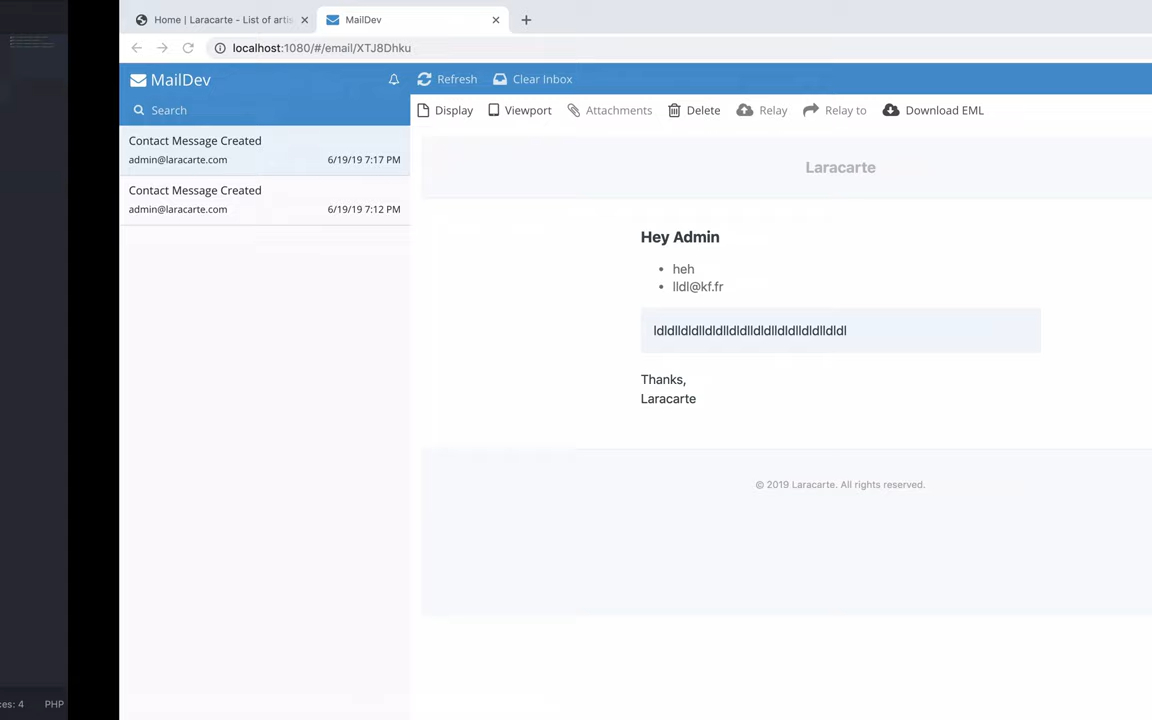 Home | Laracarte - List of artis
MailDev
localhost:1080/#/email/XTJ8Dhku
MailDev
Refresh
Clear Inbox
Search
Display
Viewport
Attachments
Delete
Relay
Relay to
Download EML
Contact Message Created
admin@laracarte.com 6/19/19 7:17 PM
Contact Message Created
admin@laracarte.com 6/19/19 7:12 PM
Laracarte
Hey Admin
• heh
• lldl@kf.fr
ldldlldldlldldlldldlldldlldldlldldlldldl
Thanks,
Laracarte
© 2019 Laracarte. All rights reserved.
ces: 4 PHP